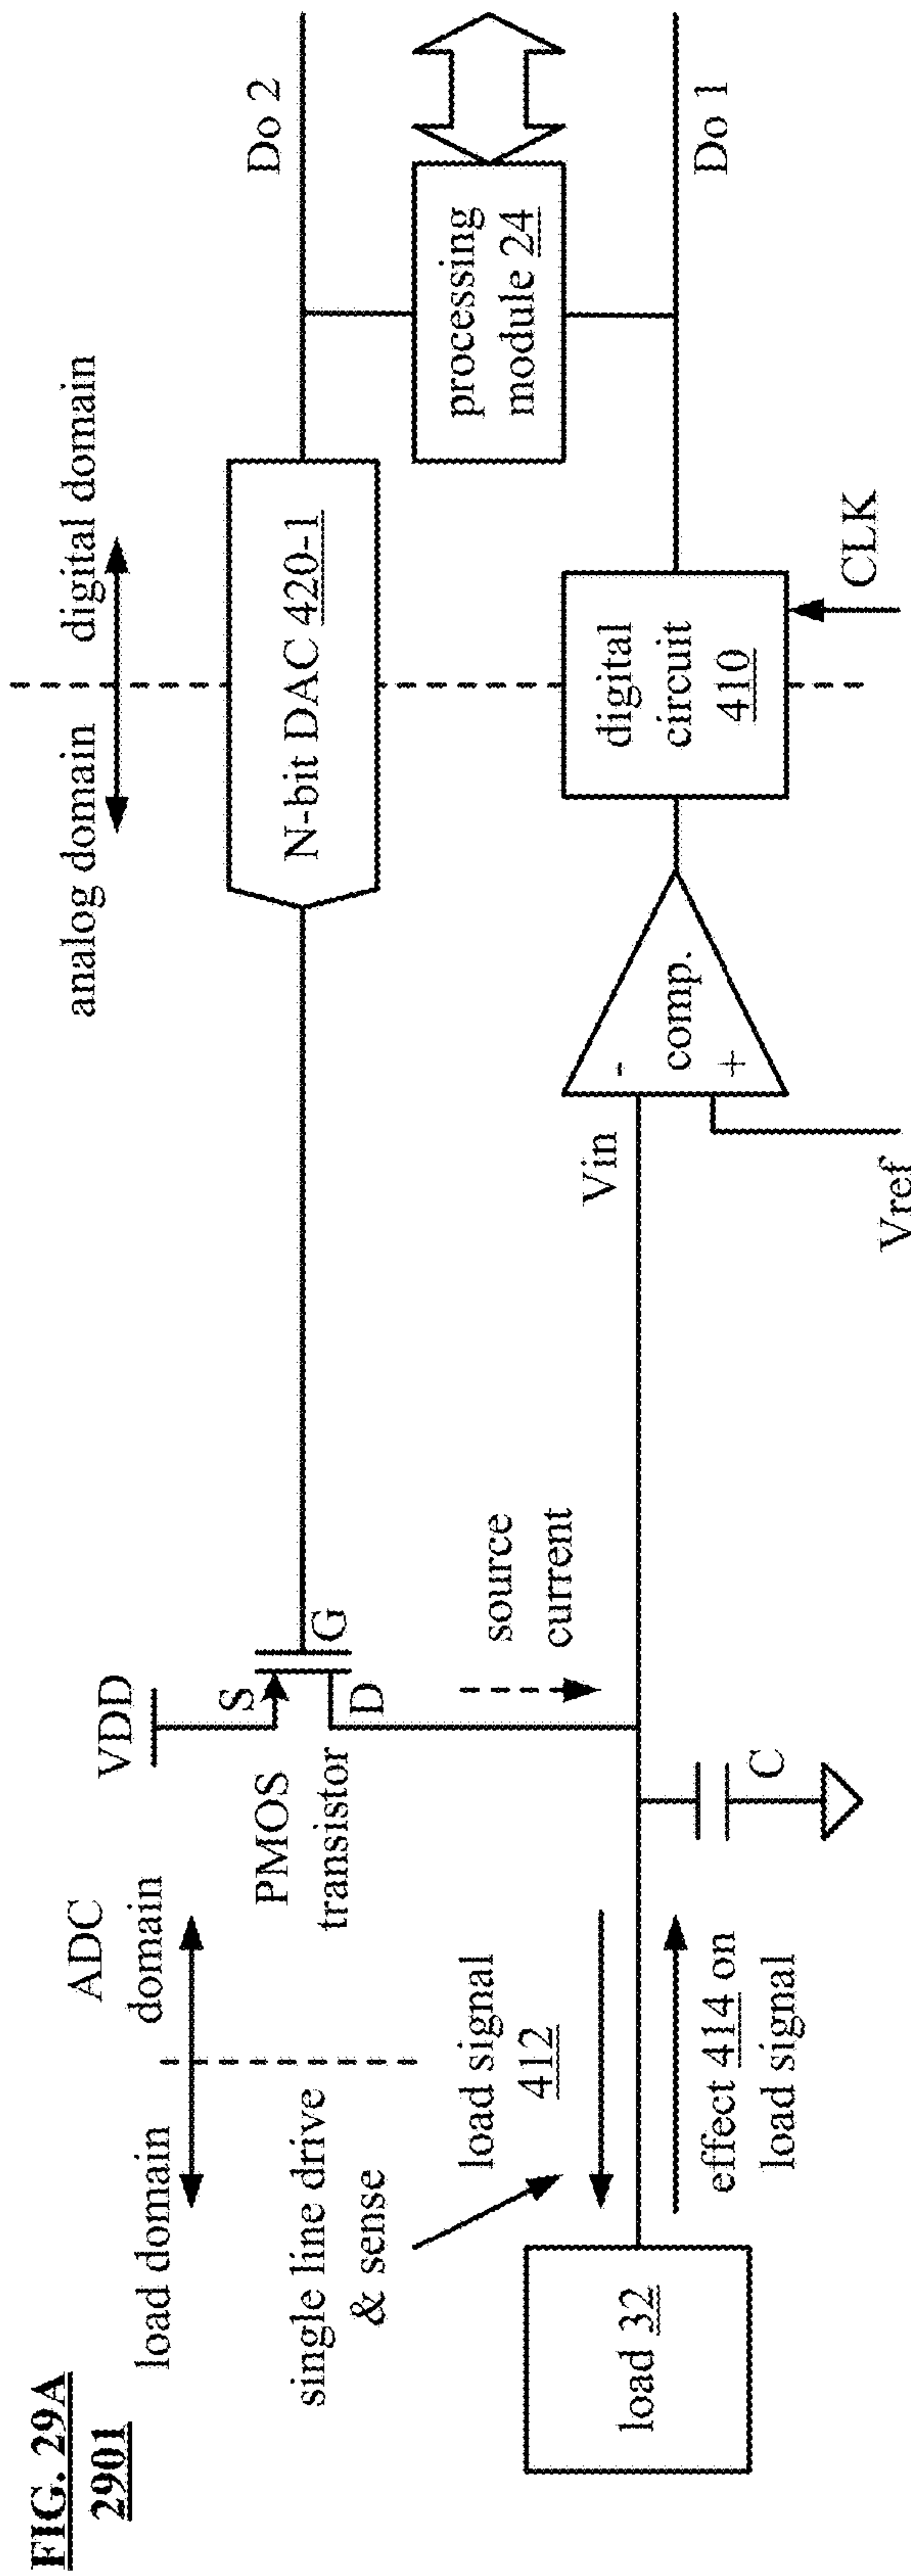 FIG. 29A
2901
load domain
ADC
domain
analog domain
digital domain
VDD
S
G
D
PMOS
transistor
N-bit DAC 420-1
Do 2
single line drive
& sense
load signal
412
source
current
processing
module 24
load 32
effect 414 on
load signal
C
Vin
-
+
comp.
Vref
digital
circuit
410
CLK
Do 1